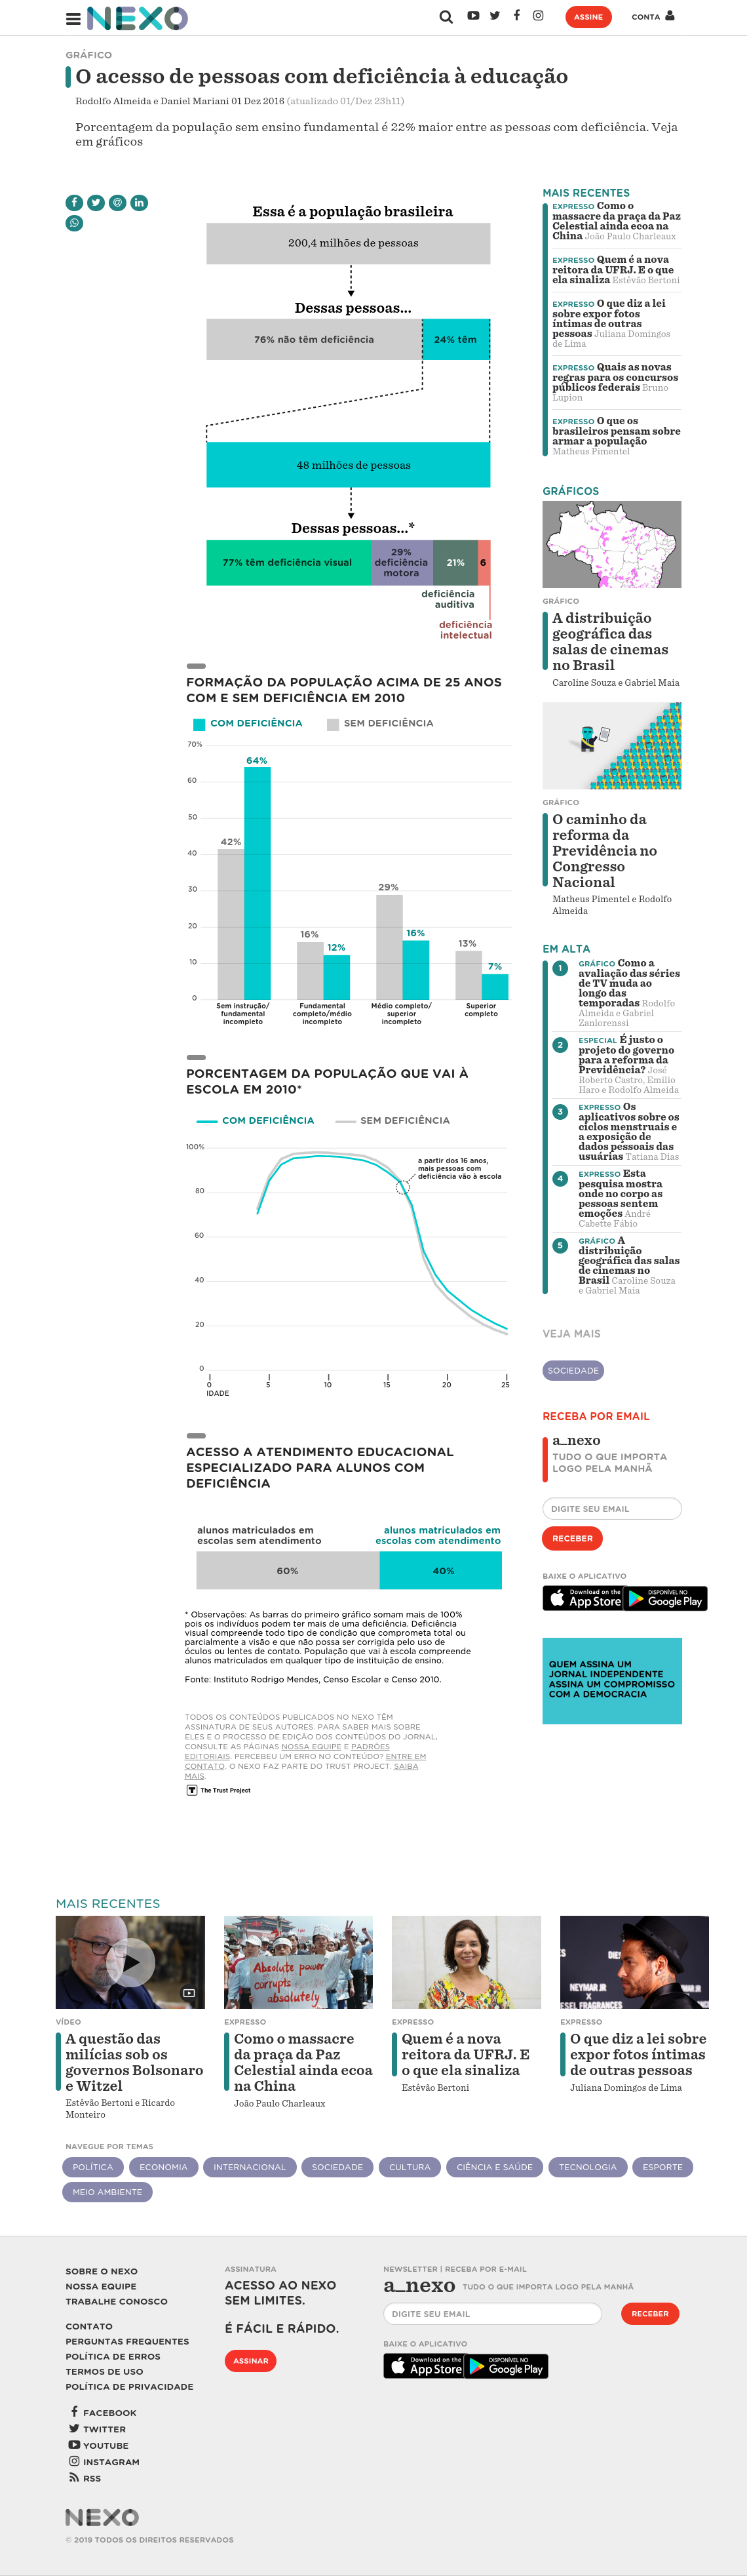 NEXO
ASSINE
CONTA
GRÁFICO
O acesso de pessoas com deficiência à educação
Rodolfo Almeida e Daniel Mariani 01 Dez 2016 (atualizado 01/Dez 23h11)
Porcentagem da população sem ensino fundamental é 22% maior entre as pessoas com deficiência. Veja
em gráficos
Essa é a população brasileira
200,4 milhões de pessoas
Dessas pessoas...
76% não têm deficiência
24% têm
48 milhões de pessoas
Dessas pessoas...*
77% têm deficiência visual
29%
deficiência
motora
21%
6
deficiência
auditiva
deficiência
intelectual
FORMAÇÃO DA POPULAÇÃO ACIMA DE 25 ANOS
COM E SEM DEFICIÊNCIA EM 2010
COM DEFICIÊNCIA
SEM DEFICIÊNCIA
70%
60
50
40
30
20
10
0
42%
64%
16%
12%
29%
16%
13%
7%
Sem instrução/
fundamental
incompleto
Fundamental
completo/médio
incompleto
Médio completo/
superior
incompleto
Superior
completo
PORCENTAGEM DA POPULAÇÃO QUE VAI À
ESCOLA EM 2010*
COM DEFICIÊNCIA
SEM DEFICIÊNCIA
100%
80
60
40
20
0
a partir dos 16 anos,
mais pessoas com
deficiência vão à escola
0
5
10
15
20
25
IDADE
ACESSO A ATENDIMENTO EDUCACIONAL
ESPECIALIZADO PARA ALUNOS COM
DEFICIÊNCIA
alunos matriculados em
escolas sem atendimento
alunos matriculados em
escolas com atendimento
60%
40%
* Observações: As barras do primeiro gráfico somam mais de 100%
pois os indivíduos podem ter mais de uma deficiência. Deficiência
visual compreende todo tipo de condição que comprometa total ou
parcialmente a visão e que não possa ser corrigida pelo uso de
óculos ou lentes de contato. População que vai à escola compreende
alunos matriculados em qualquer tipo de instituição de ensino.
Fonte: Instituto Rodrigo Mendes, Censo Escolar e Censo 2010.
TODOS OS CONTEÚDOS PUBLICADOS NO NEXO TÊM
ASSINATURA DE SEUS AUTORES. PARA SABER MAIS SOBRE
ELES E O PROCESSO DE EDIÇÃO DOS CONTEÚDOS DO JORNAL,
CONSULTE AS PÁGINAS NOSSA EQUIPE E PADRÕES
EDITORIAIS. PERCEBEU UM ERRO NO CONTEÚDO? ENTRE EM
CONTATO. O NEXO FAZ PARTE DO TRUST PROJECT. SAIBA
MAIS.
The Trust Project
MAIS RECENTES
EXPRESSO Como o
massacre da praça da Paz
Celestial ainda ecoa na
China João Paulo Charleaux
EXPRESSO Quem é a nova
reitora da UFRJ. E o que
ela sinaliza Estêvão Bertoni
EXPRESSO O que diz a lei
sobre expor fotos
íntimas de outras
pessoas Juliana Domingos
de Lima
EXPRESSO Quais as novas
regras para os concursos
públicos federais Bruno
Lupion
EXPRESSO O que os
brasileiros pensam sobre
armar a população
Matheus Pimentel
GRÁFICOS
GRÁFICO
A distribuição
geográfica das
salas de cinemas
no Brasil
Caroline Souza e Gabriel Maia
GRÁFICO
O caminho da
reforma da
Previdência no
Congresso
Nacional
Matheus Pimentel e Rodolfo
Almeida
EM ALTA
1
GRÁFICO Como a
avaliação das séries
de TV muda ao
longo das
temporadas Rodolfo
Almeida e Gabriel
Zanlorenssi
2
ESPECIAL É justo o
projeto do governo
para a reforma da
Previdência? José
Roberto Castro, Emilio
Haro e Rodolfo Almeida
3
EXPRESSO Os
aplicativos sobre os
ciclos menstruais e
a exposição de
dados pessoais das
usuárias Tatiana Dias
4
EXPRESSO Esta
pesquisa mostra
onde no corpo as
pessoas sentem
emoções André
Cabette Fábio
5
GRÁFICO A
distribuição
geográfica das salas
de cinemas no
Brasil Caroline Souza
e Gabriel Maia
VEJA MAIS
SOCIEDADE
RECEBA POR EMAIL
a_nexo
TUDO O QUE IMPORTA
LOGO PELA MANHÃ
DIGITE SEU EMAIL
RECEBER
BAIXE O APLICATIVO
Download on the
App Store
DISPONÍVEL NO
Google Play
QUEM ASSINA UM
JORNAL INDEPENDENTE
ASSINA UM COMPROMISSO
COM A DEMOCRACIA
MAIS RECENTES
Absolute power
corrupts
absolutely
NEYMAR JR
X
FRAGRANCES
VÍDEO
A questão das
milícias sob os
governos Bolsonaro
e Witzel
Estêvão Bertoni e Ricardo
Monteiro
EXPRESSO
Como o massacre
da praça da Paz
Celestial ainda ecoa
na China
João Paulo Charleaux
EXPRESSO
Quem é a nova
reitora da UFRJ. E
o que ela sinaliza
Estêvão Bertoni
EXPRESSO
O que diz a lei sobre
expor fotos íntimas
de outras pessoas
Juliana Domingos de Lima
NAVEGUE POR TEMAS
POLÍTICA
ECONOMIA
INTERNACIONAL
SOCIEDADE
CULTURA
CIÊNCIA E SAÚDE
TECNOLOGIA
ESPORTE
MEIO AMBIENTE
SOBRE O NEXO
NOSSA EQUIPE
TRABALHE CONOSCO
CONTATO
PERGUNTAS FREQUENTES
POLÍTICA DE ERROS
TERMOS DE USO
POLÍTICA DE PRIVACIDADE
FACEBOOK
TWITTER
YOUTUBE
INSTAGRAM
RSS
ASSINATURA
ACESSO AO NEXO
SEM LIMITES.
É FÁCIL E RÁPIDO.
ASSINAR
NEWSLETTER | RECEBA POR E-MAIL
a_nexo TUDO O QUE IMPORTA LOGO PELA MANHÃ
DIGITE SEU EMAIL
RECEBER
BAIXE O APLICATIVO
Download on the
App Store
DISPONÍVEL NO
Google Play
NEXO
© 2019 TODOS OS DIREITOS RESERVADOS